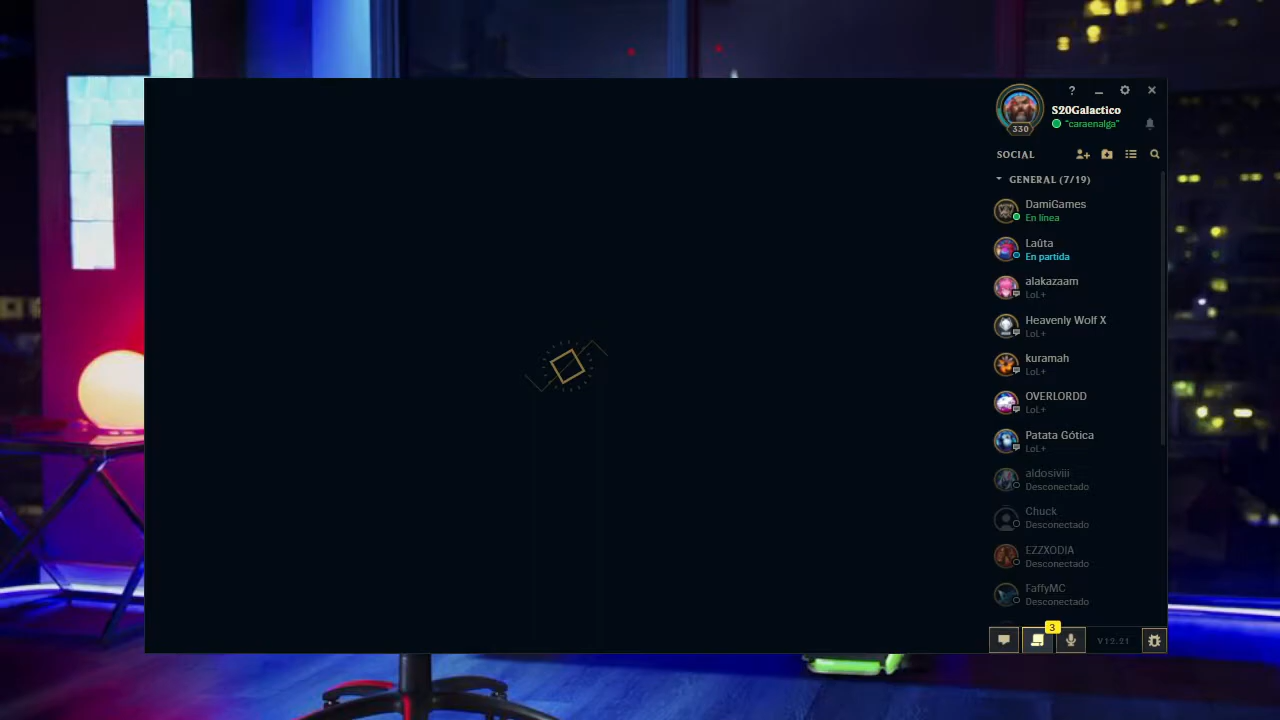 ?
S20Galactico
330
"caraenalga"
SOCIAL
GENERAL (7/19)
DamiGames
En línea
Laûta
En partida
alakazaam
LoL+
Heavenly Wolf X
LoL+
kuramah
LoL+
OVERLORDD
LoL+
Patata Gótica
LoL+
aldosiviii
Desconectado
Chuck
Desconectado
EZZXODIA
Desconectado
FaffyMC
Desconectado
3
V12.21